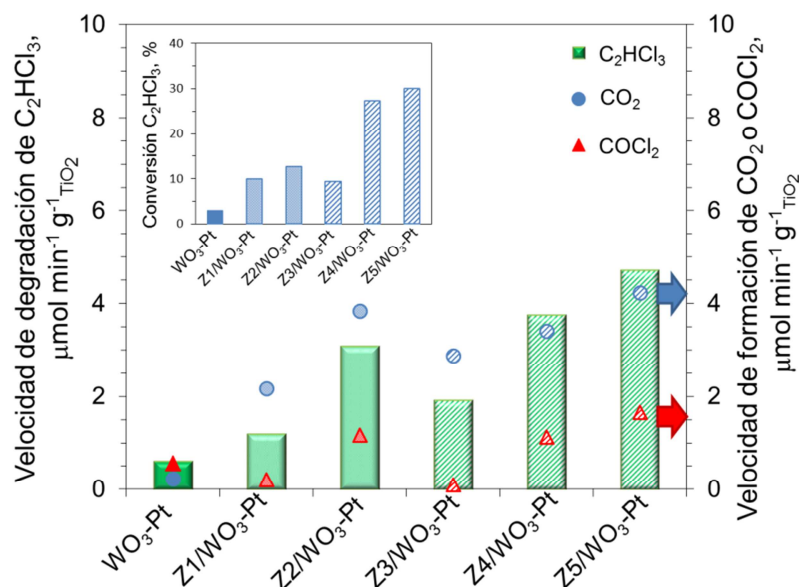 Velocidad de degradación de C₂HCl₃,
µmol min⁻¹ g⁻¹TiO₂
10
8
6
4
2
0
Conversión C₂HCl₃, %
40
30
20
10
0
WO₃-Pt
Z1/WO₃-Pt
Z2/WO₃-Pt
Z3/WO₃-Pt
Z4/WO₃-Pt
Z5/WO₃-Pt
C₂HCl₃
CO₂
COCl₂
10
8
6
4
2
0
Velocidad de formación de CO₂ o COCl₂,
µmol min⁻¹ g⁻¹TiO₂
WO₃-Pt
Z1/WO₃-Pt
Z2/WO₃-Pt
Z3/WO₃-Pt
Z4/WO₃-Pt
Z5/WO₃-Pt